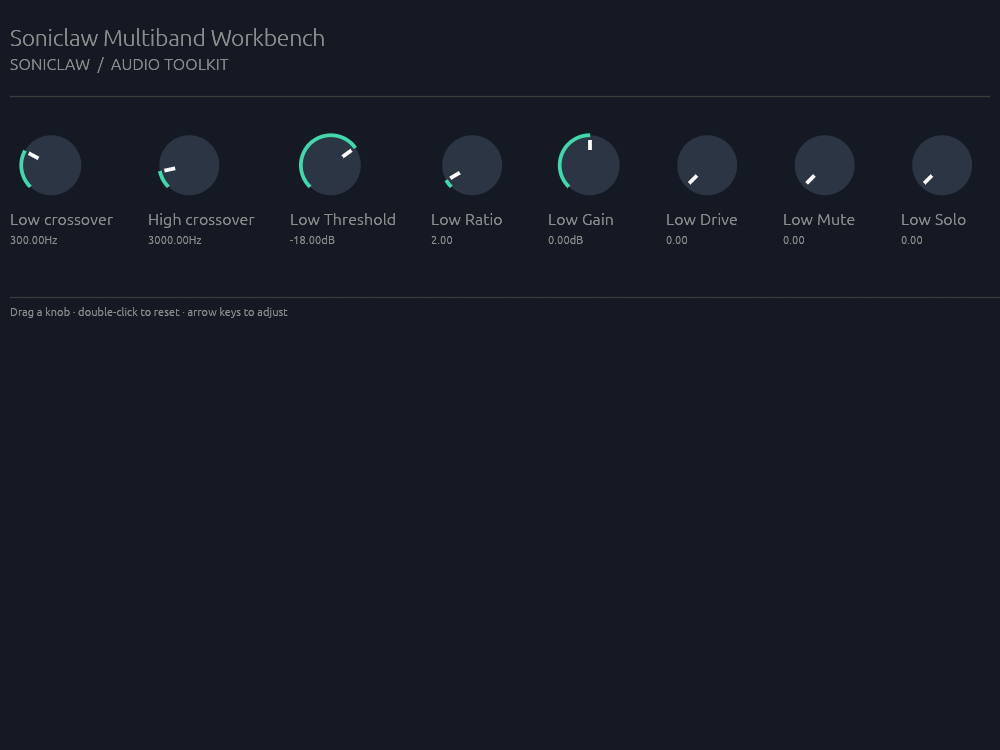 Soniclaw Multiband Workbench
SONICLAW / AUDIO TOOLKIT
Low crossover High crossover Low Threshold Low Ratio Low Gain Low Drive Low Mute Low Solo
300.00Hz 3000.00Hz -18.00dB 2.00 0.00dB 0.00 0.00 0.00
Drag a knob · double-click to reset · arrow keys to adjust